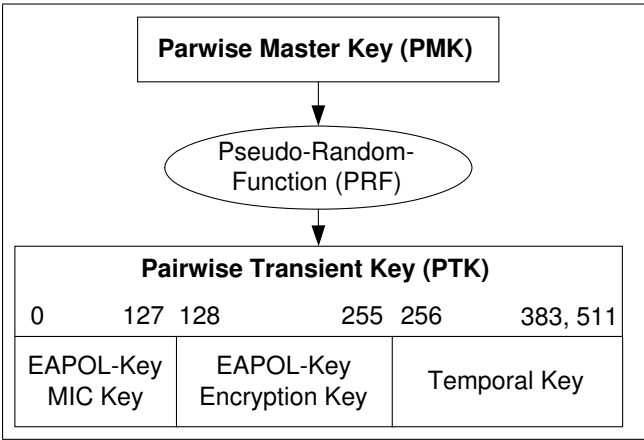 Parwise Master Key (PMK)
Pseudo-Random-
Function (PRF)
Pairwise Transient Key (PTK)
0 127 128 255 256 383, 511
EAPOL-Key
MIC Key
EAPOL-Key
Encryption Key
Temporal Key